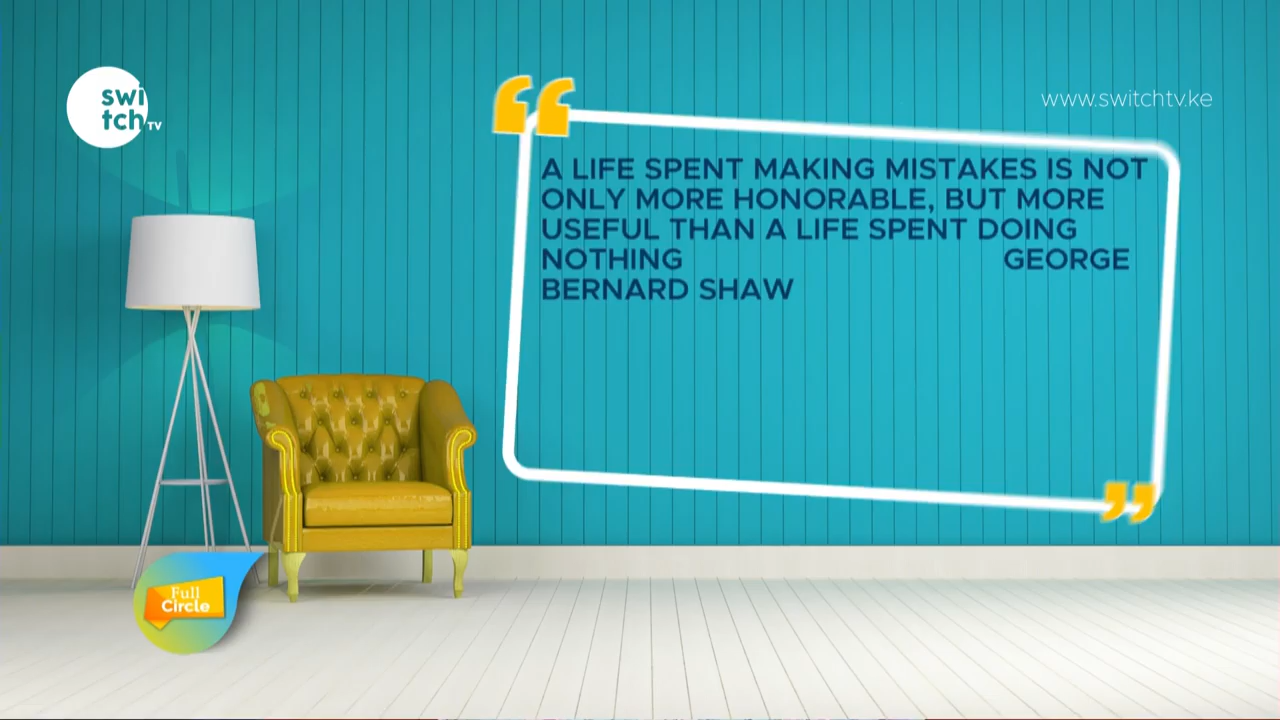 swi
tch TV
www.switchtv.ke
A LIFE SPENT MAKING MISTAKES IS NOT
ONLY MORE HONORABLE, BUT MORE
USEFUL THAN A LIFE SPENT DOING
NOTHING GEORGE
BERNARD SHAW
Full
Circle